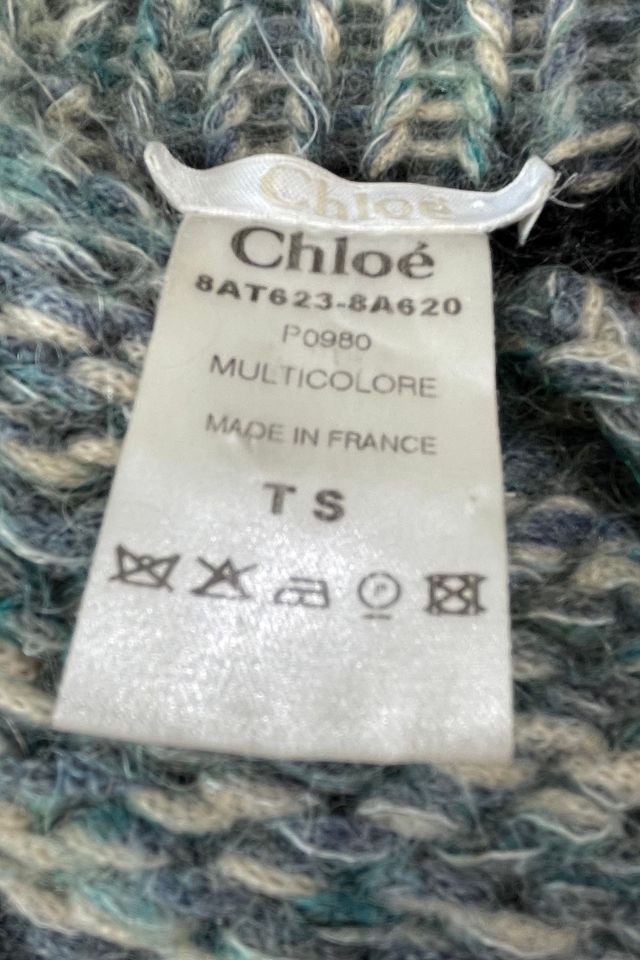 Chloé
Chloé
8AT623-8A620
P0980
MULTICOLORE
MADE IN FRANCE
T S
P